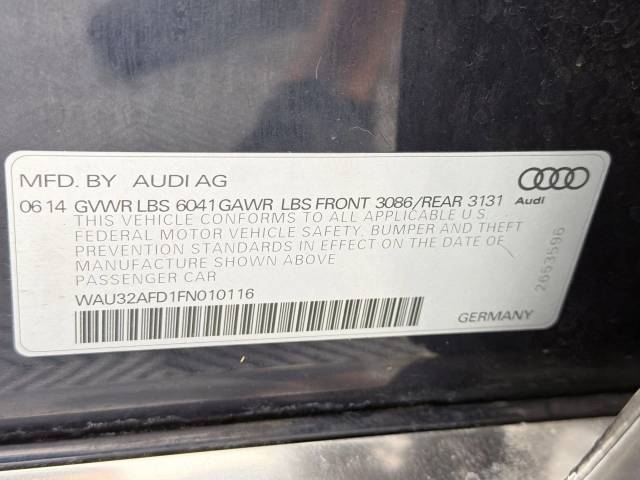 MFD. BY AUDI AG
Audi
06 14 GVWR LBS 6041 GAWR LBS FRONT 3086/REAR 3131
THIS VEHICLE CONFORMS TO ALL APPLICABLE U.S.
FEDERAL MOTOR VEHICLE SAFETY, BUMPER AND THEFT
PREVENTION STANDARDS IN EFFECT ON THE DATE OF
MANUFACTURE SHOWN ABOVE
PASSENGER CAR
WAU32AFD1FN010116
GERMANY
2663596